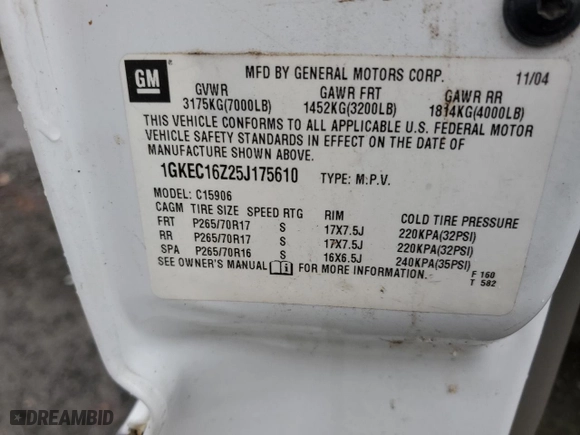 GM
MFD BY GENERAL MOTORS CORP. 11/04
GVWR GAWR FRT GAWR RR
3175KG(7000LB) 1452KG(3200LB) 1814KG(4000LB)
THIS VEHICLE CONFORMS TO ALL APPLICABLE U.S. FEDERAL MOTOR
VEHICLE SAFETY STANDARDS IN EFFECT ON THE DATE OF
MANUFACTURE SHOWN ABOVE.
1GKEC16Z25J175610 TYPE: M.P.V.
MODEL: C15906
CAGM TIRE SIZE SPEED RTG RIM COLD TIRE PRESSURE
FRT P265/70R17 S 17X7.5J 220KPA(32PSI)
RR P265/70R17 S 17X7.5J 220KPA(32PSI)
SPA P265/70R16 S 16X6.5J 240KPA(35PSI)
SEE OWNER'S MANUAL FOR MORE INFORMATION. F 160
T 582
DREAMBID